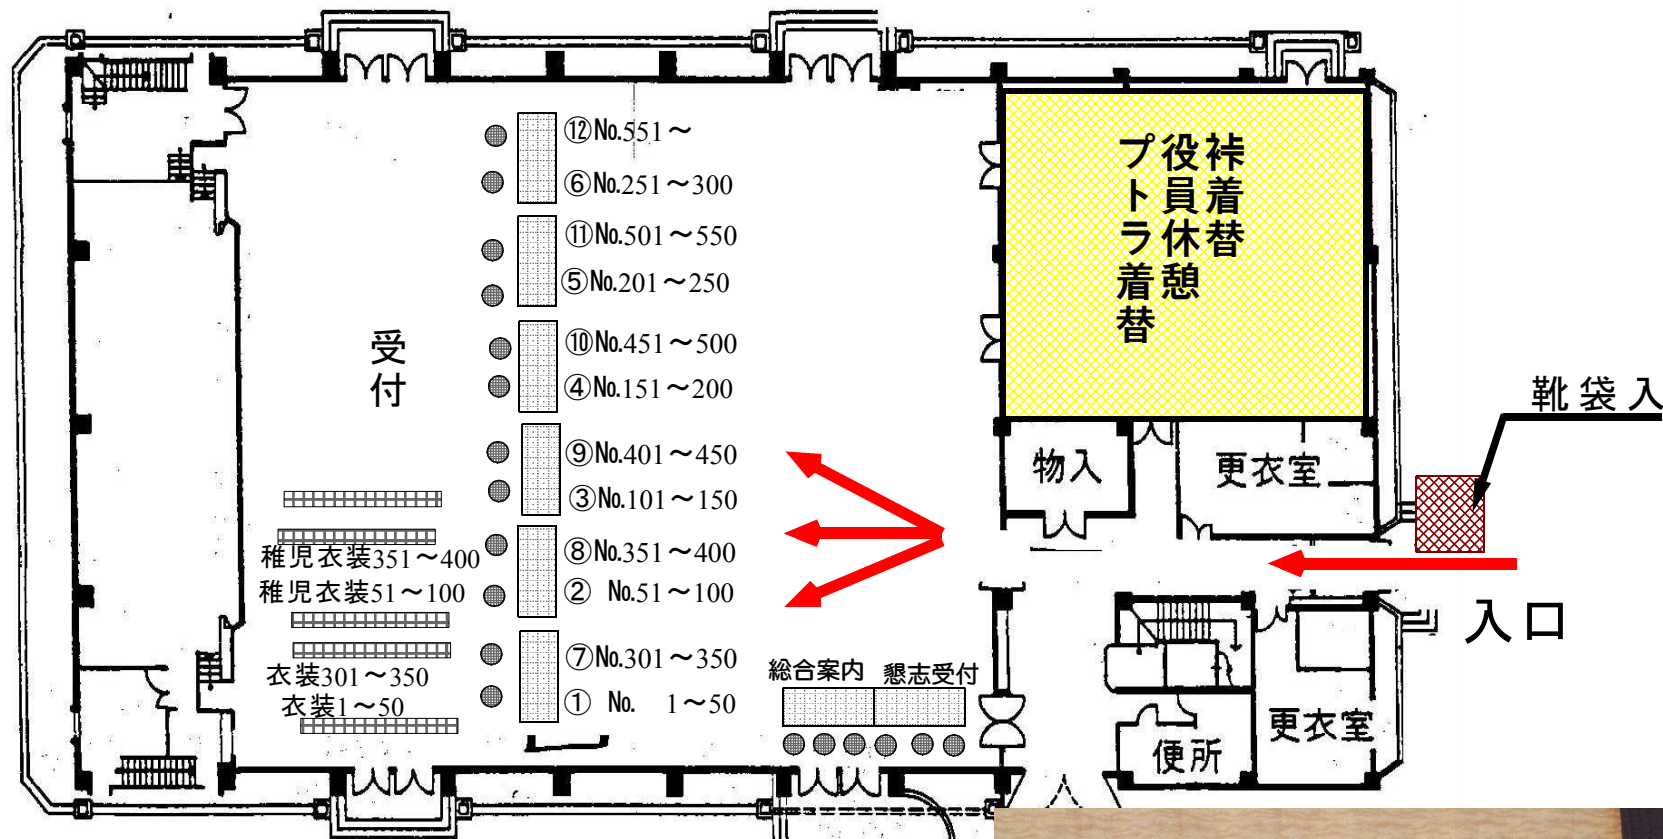 ⑫No.551～
⑥No.251～300
⑪No.501～550
⑤No.201～250
⑩No.451～500
④No.151～200
⑨No.401～450
③No.101～150
⑧No.351～400
② No.51～100
⑦No.301～350
① No. 1～50
受付
稚児衣装351～400
稚児衣装51～100
衣装301～350
衣装1～50
総合案内
懇志受付
裃着替
役員休憩
プトラ着替
物入
更衣室
靴袋入
入口
更衣室
便所